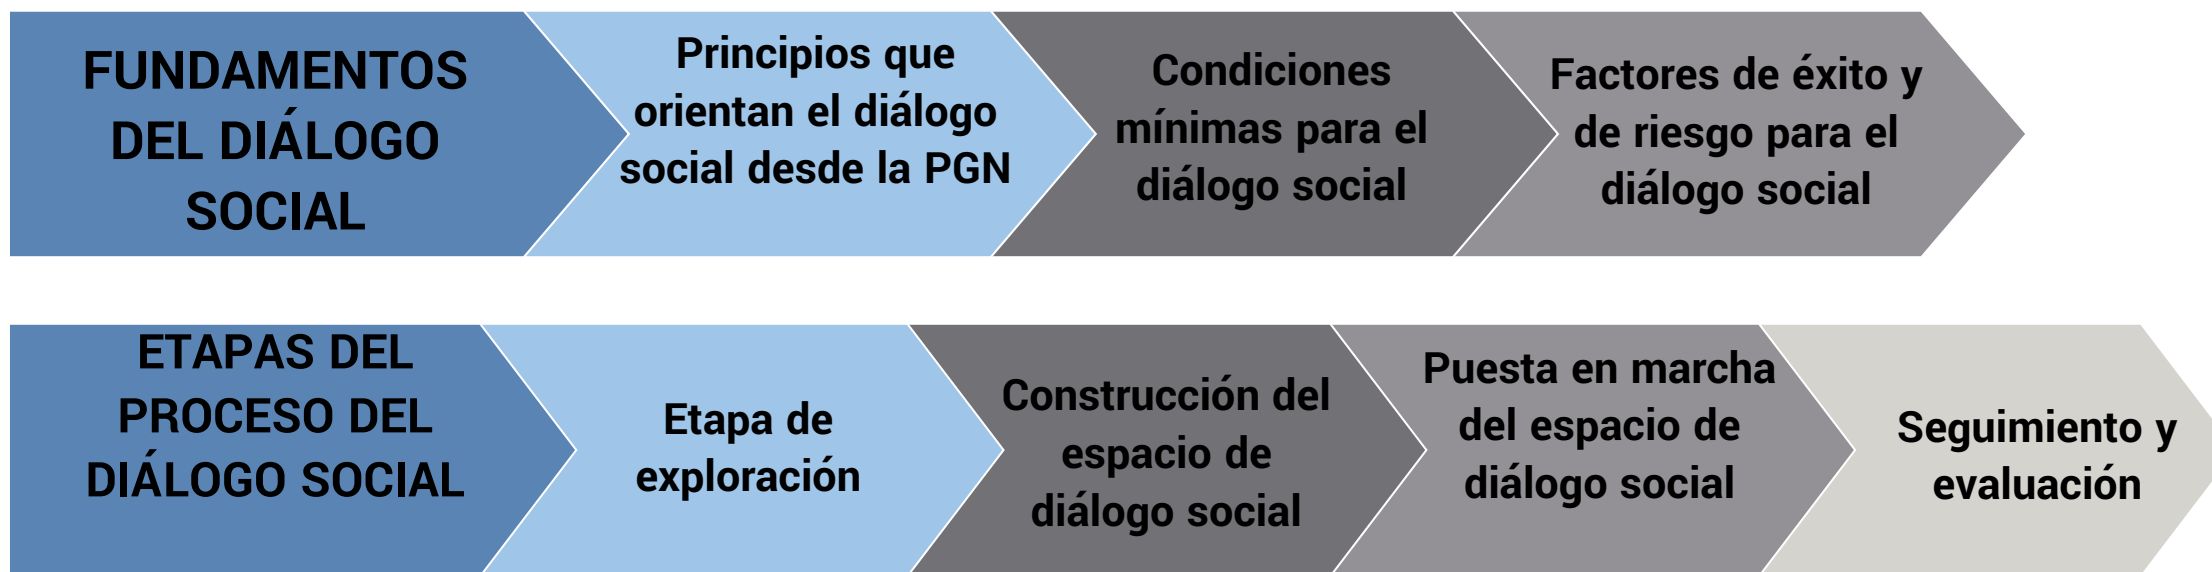 FUNDAMENTOS
DEL DIÁLOGO
SOCIAL
Principios que
orientan el diálogo
social desde la PGN
Condiciones
mínimas para el
diálogo social
Factores de éxito y
de riesgo para el
diálogo social
ETAPAS DEL
PROCESO DEL
DIÁLOGO SOCIAL
Etapa de
exploración
Construcción del
espacio de
diálogo social
Puesta en marcha
del espacio de
diálogo social
Seguimiento y
evaluación